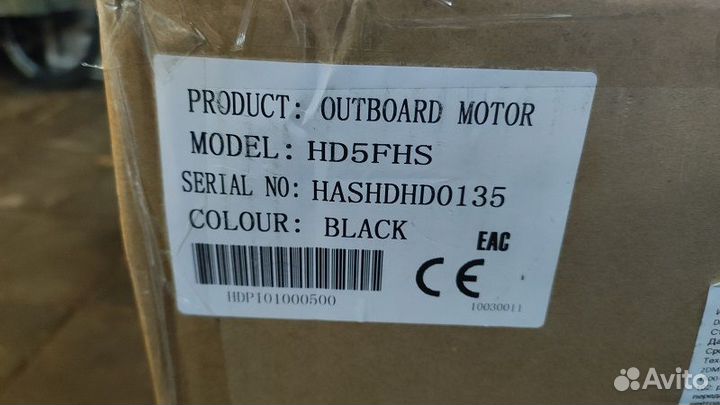 PRODUCT: OUTBOARD MOTOR
MODEL: HD5FHS
SERIAL NO: HASHDHD0135
COLOUR: BLACK
EAC
CE
HDP101000500
10030011
Avito